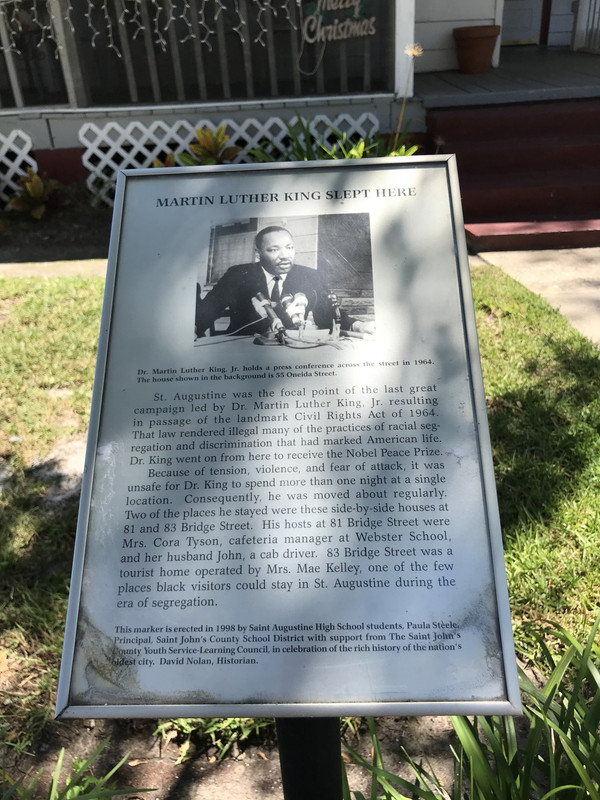 Merry
Christmas
MARTIN LUTHER KING SLEPT HERE
Dr. Martin Luther King, Jr. holds a press conference across the street in 1964.
The house shown in the background is 55 Oneida Street.
St. Augustine was the focal point of the last great
campaign led by Dr. Martin Luther King, Jr. resulting
in passage of the landmark Civil Rights Act of 1964.
That law rendered illegal many of the practices of racial seg-
regation and discrimination that had marked American life.
Dr. King went on from here to receive the Nobel Peace Prize.
Because of tension, violence, and fear of attack, it was
unsafe for Dr. King to spend more than one night at a single
location. Consequently, he was moved about regularly.
Two of the places he stayed were these side-by-side houses at
81 and 83 Bridge Street. His hosts at 81 Bridge Street were
Mrs. Cora Tyson, cafeteria manager at Webster School,
and her husband John, a cab driver. 83 Bridge Street was a
tourist home operated by Mrs. Mae Kelley, one of the few
places black visitors could stay in St. Augustine during the
era of segregation.
This marker is erected in 1998 by Saint Augustine High School students, Paula Steele,
Principal, Saint John's County School District with support from The Saint John's
County Youth Service-Learning Council, in celebration of the rich history of the nation's
oldest city. David Nolan, Historian.